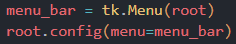 menu_bar = tk.Menu(root)
root.config(menu=menu_bar)